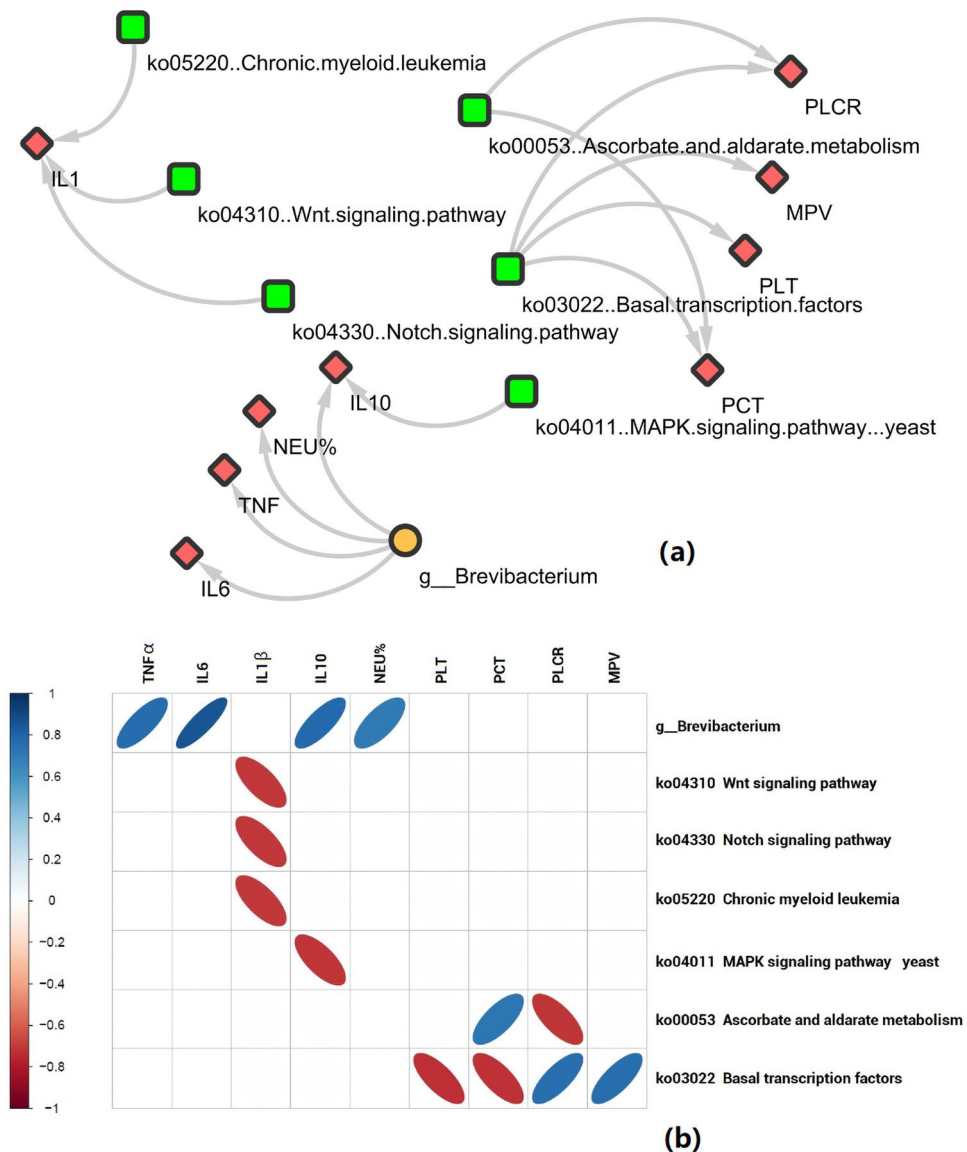 ko05220..Chronic.myeloid.leukemia
PLCR
ko00053..Ascorbate.and.aldarate.metabolism
IL1
MPV
ko04310..Wnt.signaling.pathway
PLT
ko03022..Basal.transcription.factors
ko04330..Notch.signaling.pathway
IL10
PCT
ko04011..MAPK.signaling.pathway...yeast
NEU%
TNF
IL6
g__Brevibacterium
(a)
TNFα IL6 IL1β IL10 NEU% PLT PCT PLCR MPV
1
0.8
0.6
0.4
0.2
0
−0.2
−0.4
−0.6
−0.8
−1
g__Brevibacterium
ko04310 Wnt signaling pathway
ko04330 Notch signaling pathway
ko05220 Chronic myeloid leukemia
ko04011 MAPK signaling pathway yeast
ko00053 Ascorbate and aldarate metabolism
ko03022 Basal transcription factors
(b)